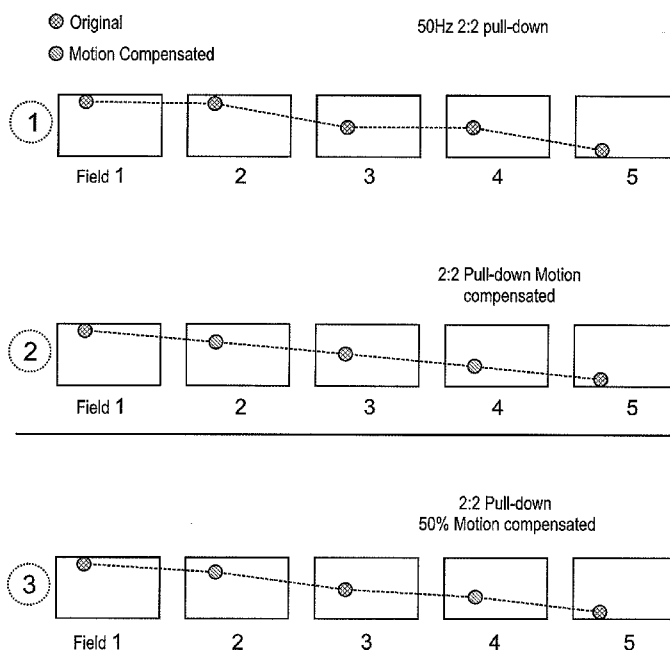 Original
50Hz 2:2 pull-down
Motion Compensated
1
Field 1 2 3 4 5
2:2 Pull-down Motion
compensated
2
Field 1 2 3 4 5
2:2 Pull-down
50% Motion compensated
3
Field 1 2 3 4 5